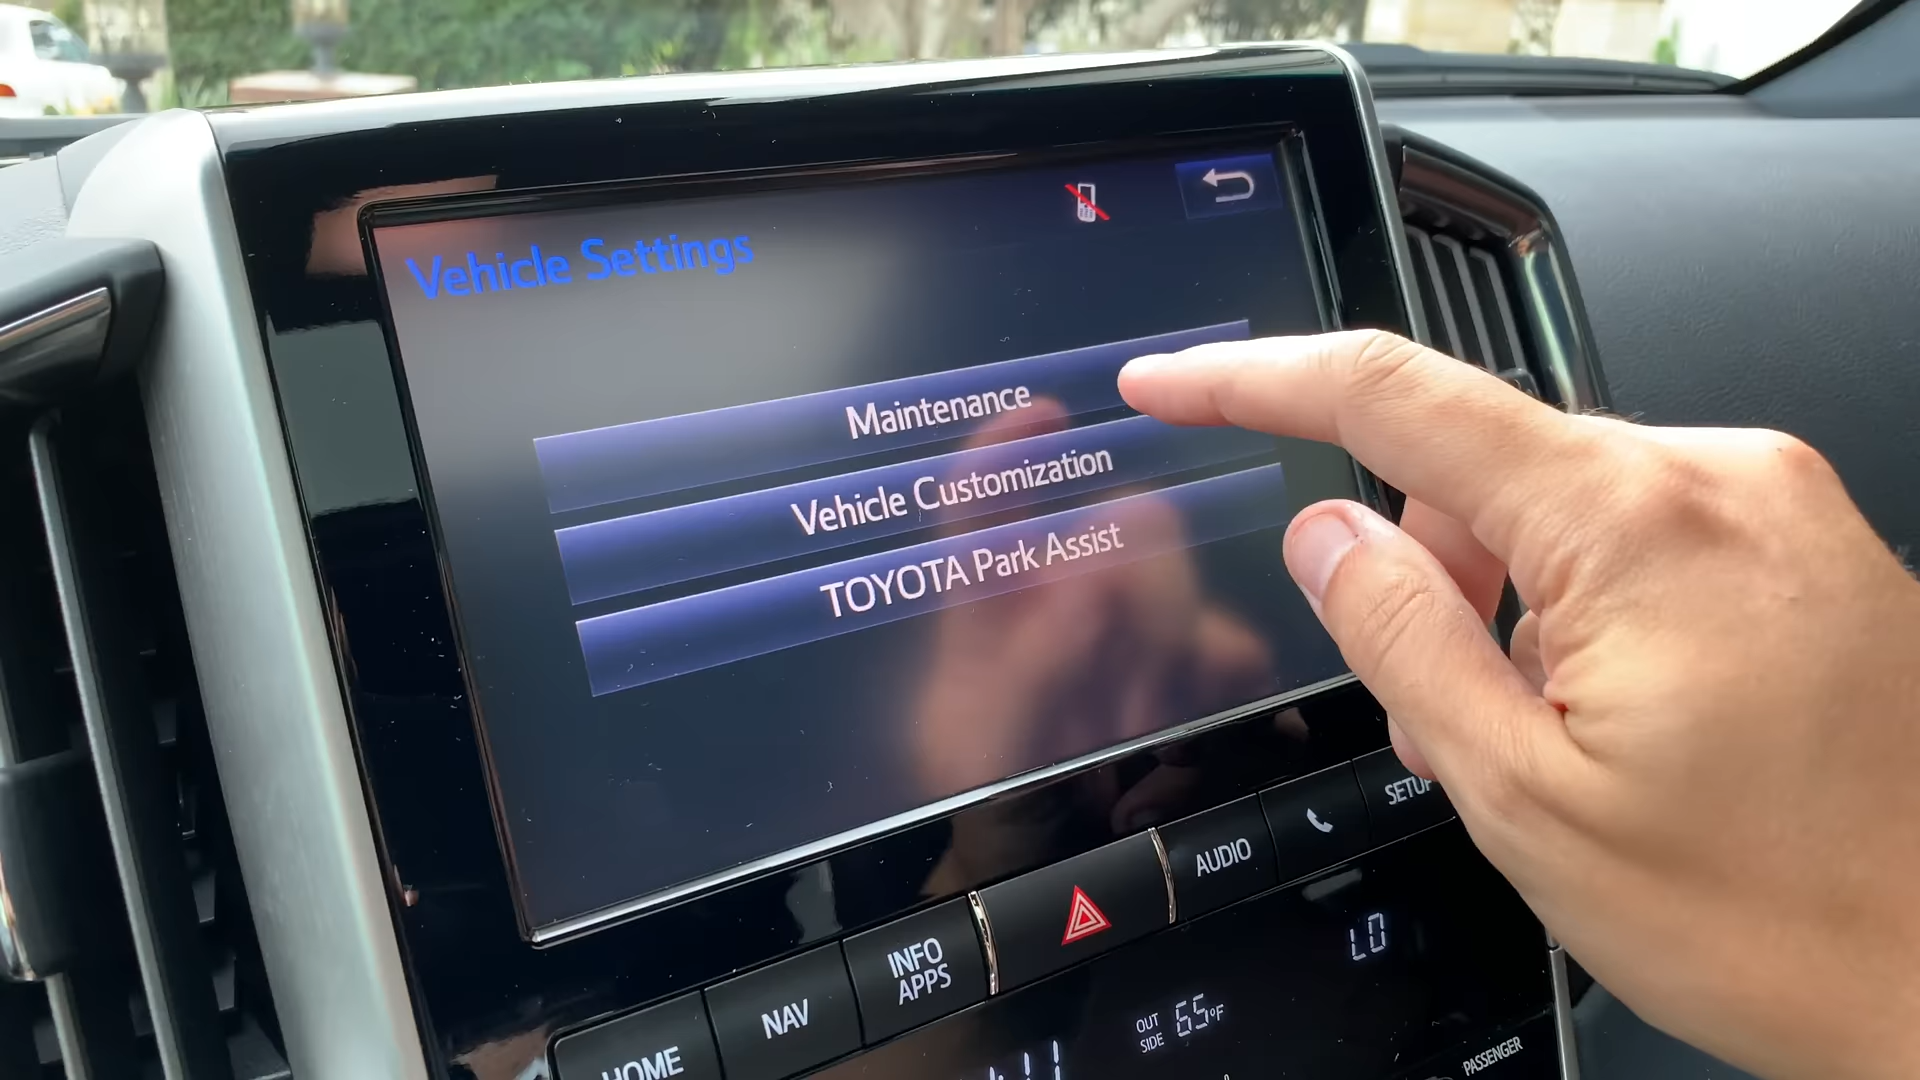 Vehicle Settings
Maintenance
Vehicle Customization
TOYOTA Park Assist
HOME
NAV
INFO
APPS
AUDIO
SETUP
LO
OUT
SIDE
65°F
PASSENGER